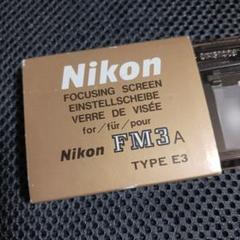 Nikon
FOCUSING SCREEN
EINSTELLSCHEIBE
VERRE DE VISÉE
for/für/pour
Nikon FM3A
TYPE E3